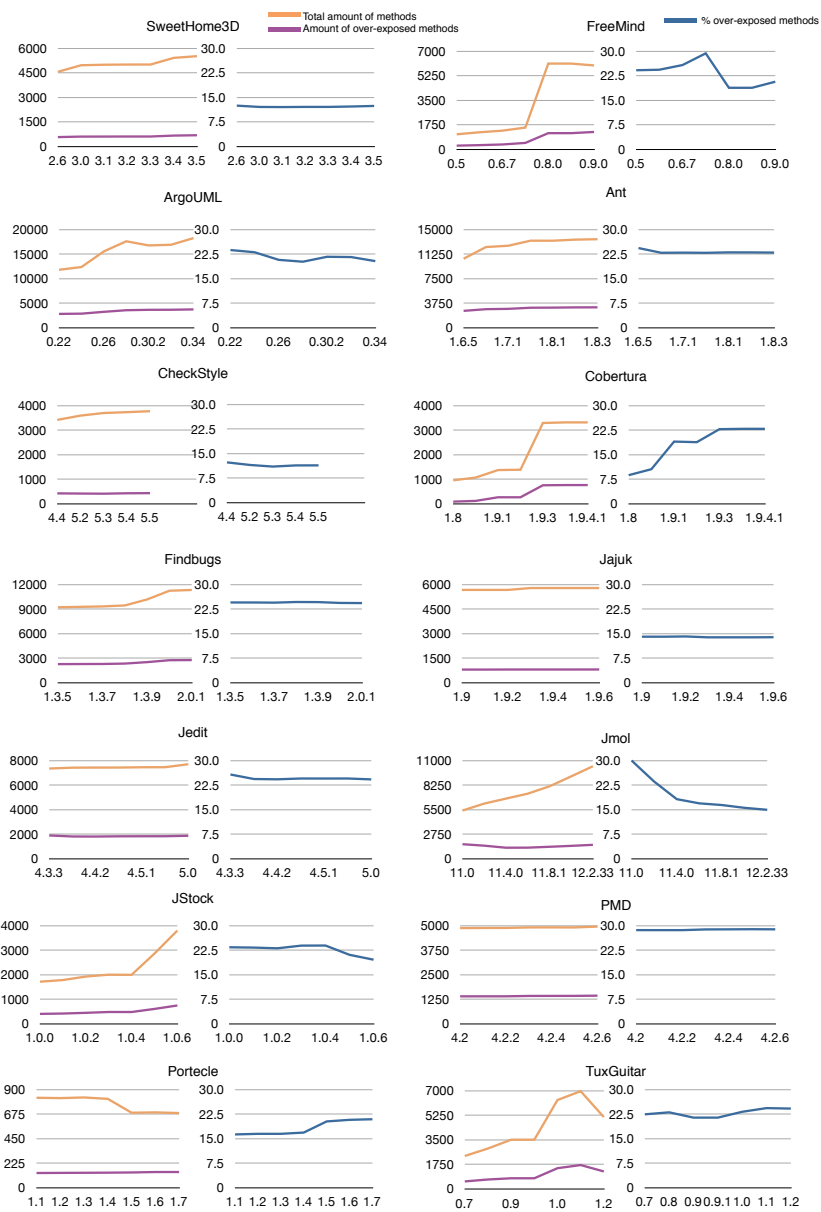 Total amount of methods
Amount of over-exposed methods
% over-exposed methods
SweetHome3D
6000 30.0
4500 22.5
3000 15.0
1500 7.5
0 0
2.6 3.0 3.1 3.2 3.3 3.4 3.5 2.6 3.0 3.1 3.2 3.3 3.4 3.5
FreeMind
7000 30.0
5250 22.5
3500 15.0
1750 7.5
0 0
0.5 0.6.7 0.8.0 0.9.0 0.5 0.6.7 0.8.0 0.9.0
ArgoUML
20000 30.0
15000 22.5
10000 15.0
5000 7.5
0 0
0.22 0.26 0.30.2 0.34 0.22 0.26 0.30.2 0.34
Ant
15000 30.0
11250 22.5
7500 15.0
3750 7.5
0 0
1.6.5 1.7.1 1.8.1 1.8.3 1.6.5 1.7.1 1.8.1 1.8.3
CheckStyle
4000 30.0
3000 22.5
2000 15.0
1000 7.5
0 0
4.4 5.2 5.3 5.4 5.5 4.4 5.2 5.3 5.4 5.5
Cobertura
4000 30.0
3000 22.5
2000 15.0
1000 7.5
0 0
1.8 1.9.1 1.9.3 1.9.4.1 1.8 1.9.1 1.9.3 1.9.4.1
Findbugs
12000 30.0
9000 22.5
6000 15.0
3000 7.5
0 0
1.3.5 1.3.7 1.3.9 2.0.1 1.3.5 1.3.7 1.3.9 2.0.1
Jajuk
6000 30.0
4500 22.5
3000 15.0
1500 7.5
0 0
1.9 1.9.2 1.9.4 1.9.6 1.9 1.9.2 1.9.4 1.9.6
Jedit
8000 30.0
6000 22.5
4000 15.0
2000 7.5
0 0
4.3.3 4.4.2 4.5.1 5.0 4.3.3 4.4.2 4.5.1 5.0
Jmol
11000 30.0
8250 22.5
5500 15.0
2750 7.5
0 0
11.0 11.4.0 11.8.1 12.2.33 11.0 11.4.0 11.8.1 12.2.33
JStock
4000 30.0
3000 22.5
2000 15.0
1000 7.5
0 0
1.0.0 1.0.2 1.0.4 1.0.6 1.0.0 1.0.2 1.0.4 1.0.6
PMD
5000 30.0
3750 22.5
2500 15.0
1250 7.5
0 0
4.2 4.2.2 4.2.4 4.2.6 4.2 4.2.2 4.2.4 4.2.6
Portecle
900 30.0
675 22.5
450 15.0
225 7.5
0 0
1.1 1.2 1.3 1.4 1.5 1.6 1.7 1.1 1.2 1.3 1.4 1.5 1.6 1.7
TuxGuitar
7000 30.0
5250 22.5
3500 15.0
1750 7.5
0 0
0.7 0.9 1.0 1.2 0.7 0.8 0.9 0.9.1 1.0 1.1 1.2